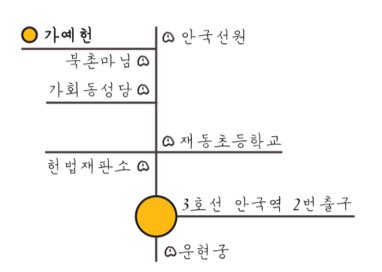 가예헌
안국선원
북촌마님
가회동성당
재동초등학교
헌법재판소
3호선 안국역 2번출구
운현궁